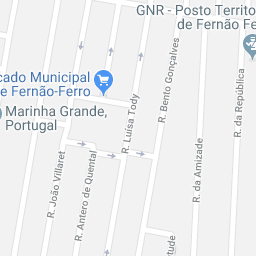 GNR - Posto Territo
de Fernão Fe
cado Municipal
e Fernão-Ferro
Marinha Grande,
Portugal
R. Luísa Tody
R. Bento Gonçalves
R. da República
R. da Amizade
R. João Villaret
R. Antero de Quental
tude